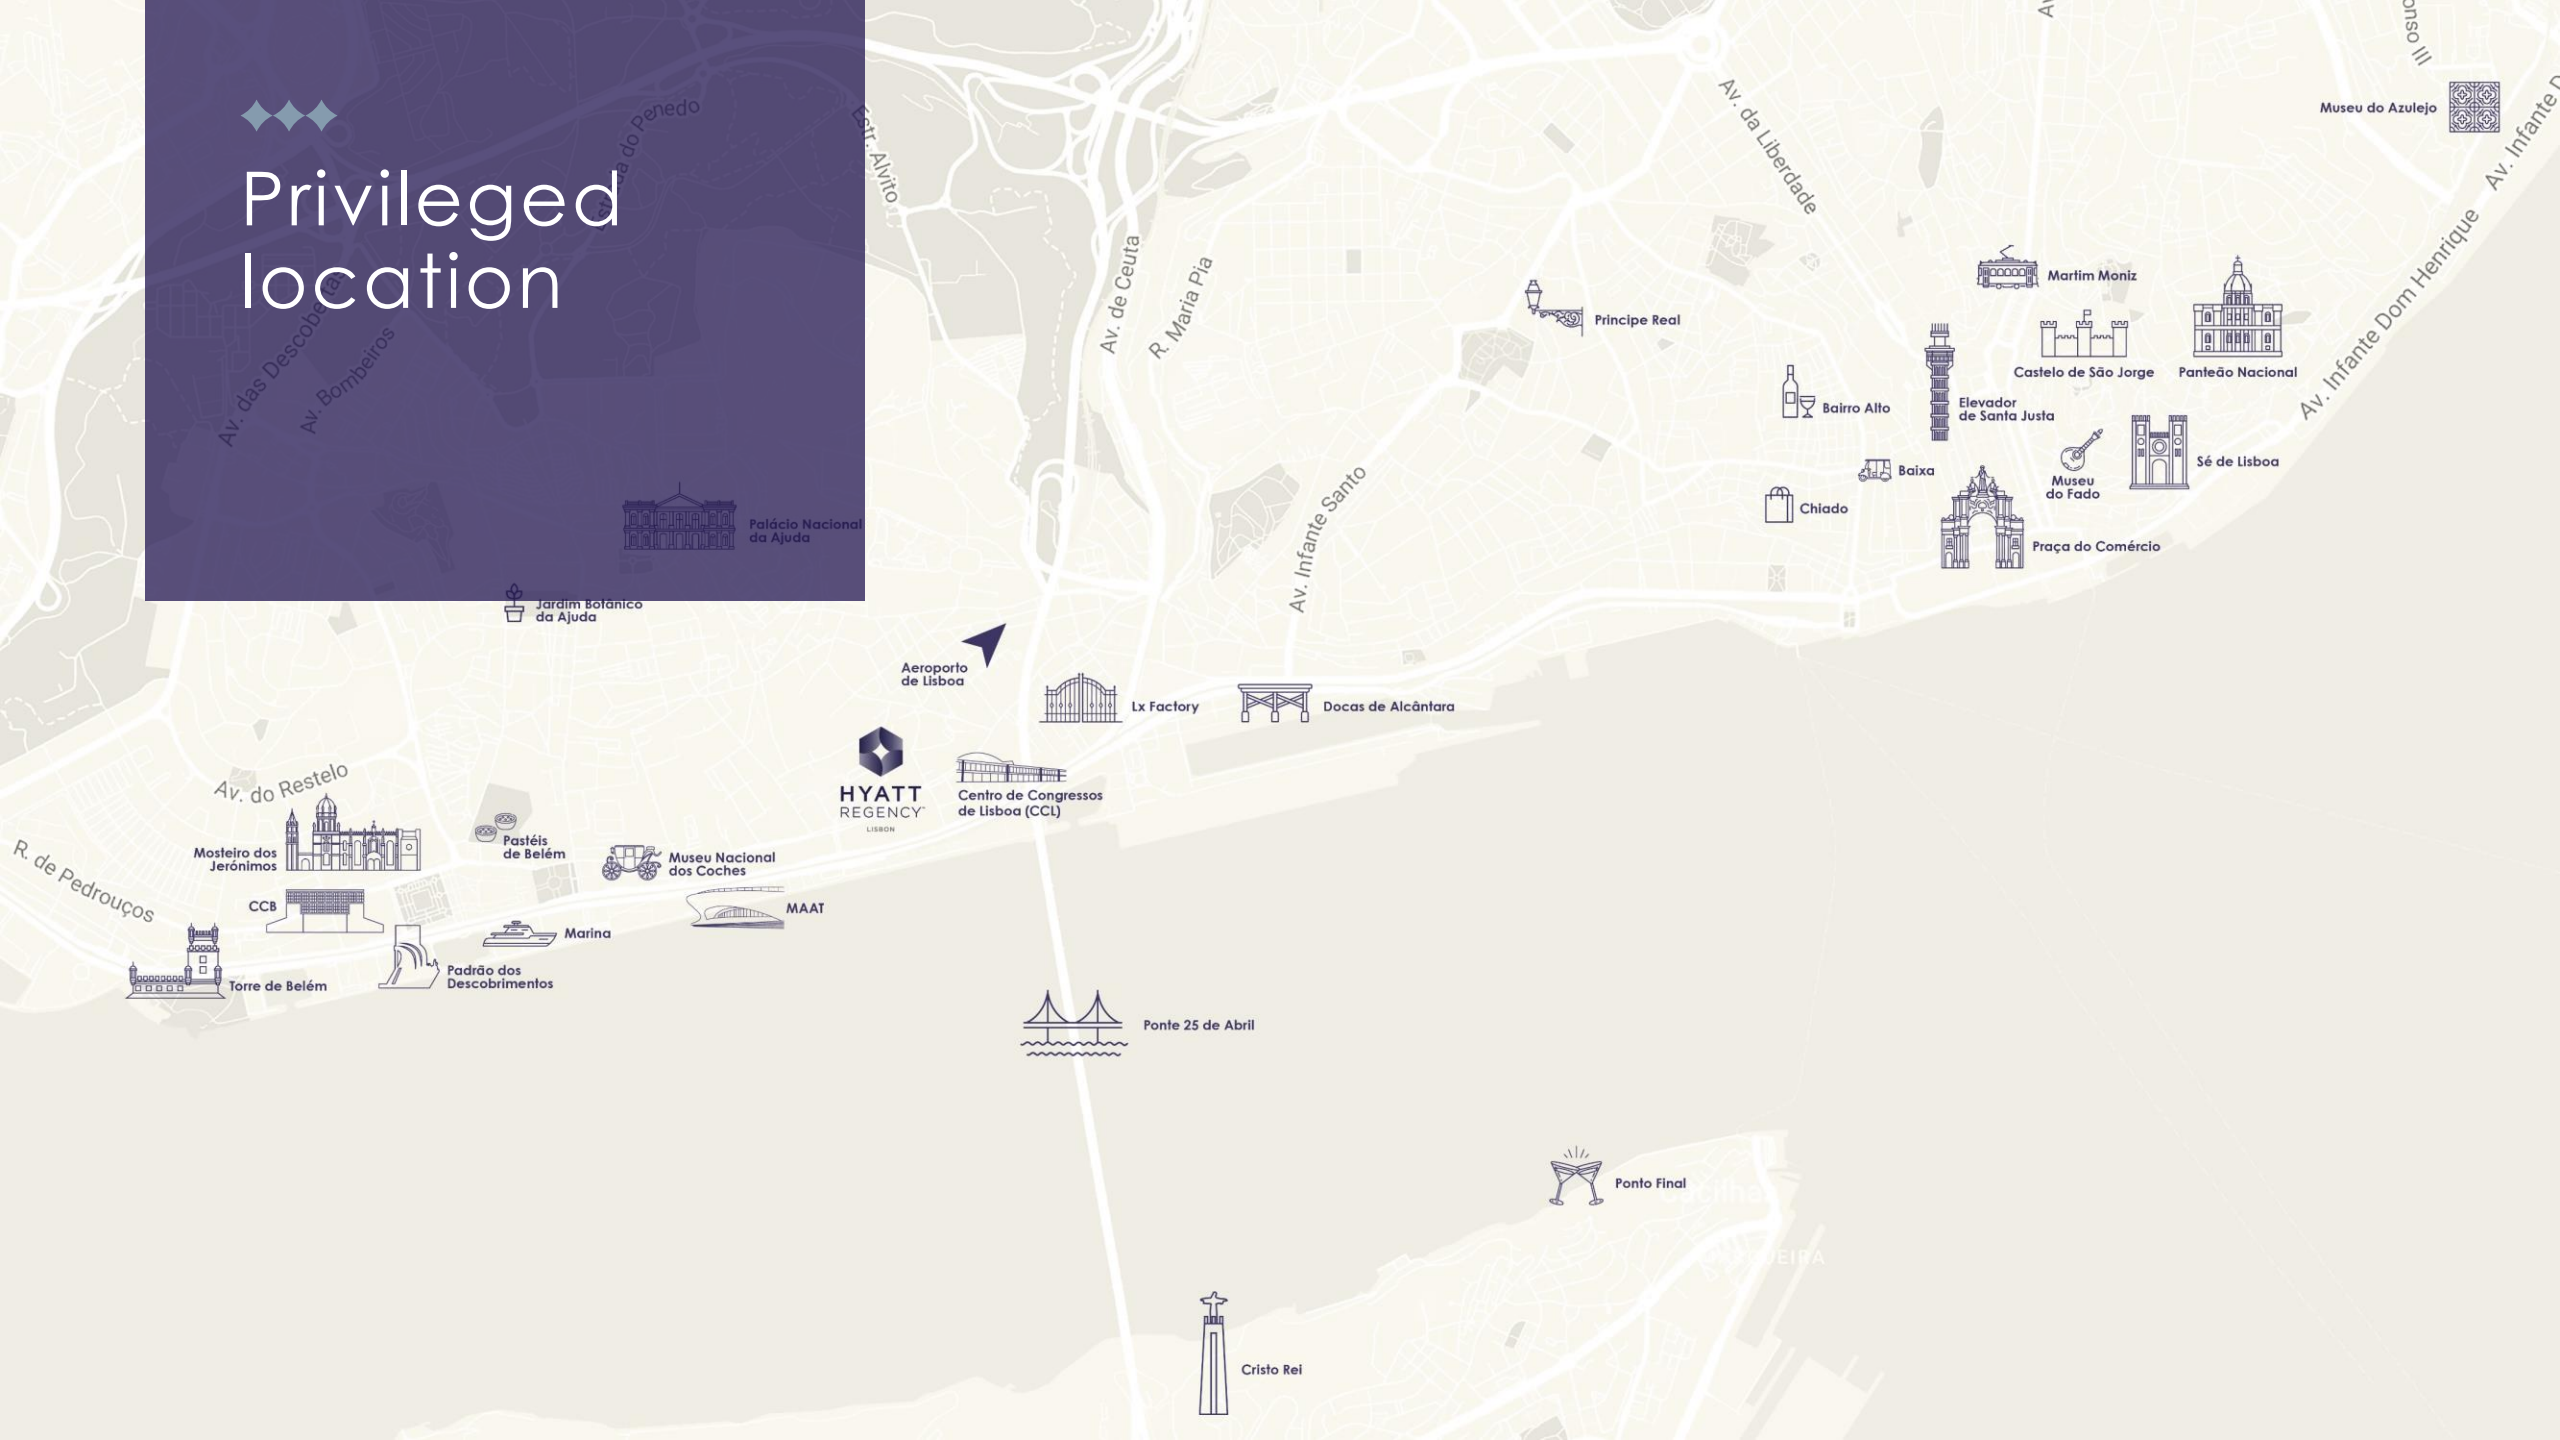 Privileged
location
Av. das Descobertas
Av. Bombeiros
Estr. Alvito
Av. de Ceuta
R. Maria Pia
Av. da Liberdade
Av. Infante Dom Henrique
Museu do Azulejo
Martim Moniz
Principe Real
Castelo de São Jorge
Panteão Nacional
Bairro Alto
Elevador
de Santa Justa
Baixa
Museu
do Fado
Sé de Lisboa
Chiado
Praça do Comércio
Av. Infante Santo
Palácio Nacional
da Ajuda
Jardim Botânico
da Ajuda
Aeroporto
de Lisboa
Lx Factory
Docas de Alcântara
HYATT
REGENCY
LISBON
Centro de Congressos
de Lisboa (CCL)
Av. do Restelo
R. de Pedrouços
Mosteiro dos
Jerónimos
Pastéis
de Belém
Museu Nacional
dos Coches
CCB
MAAT
Marina
Padrão dos
Descobrimentos
Torre de Belém
Ponte 25 de Abril
Ponto Final
Cristo Rei